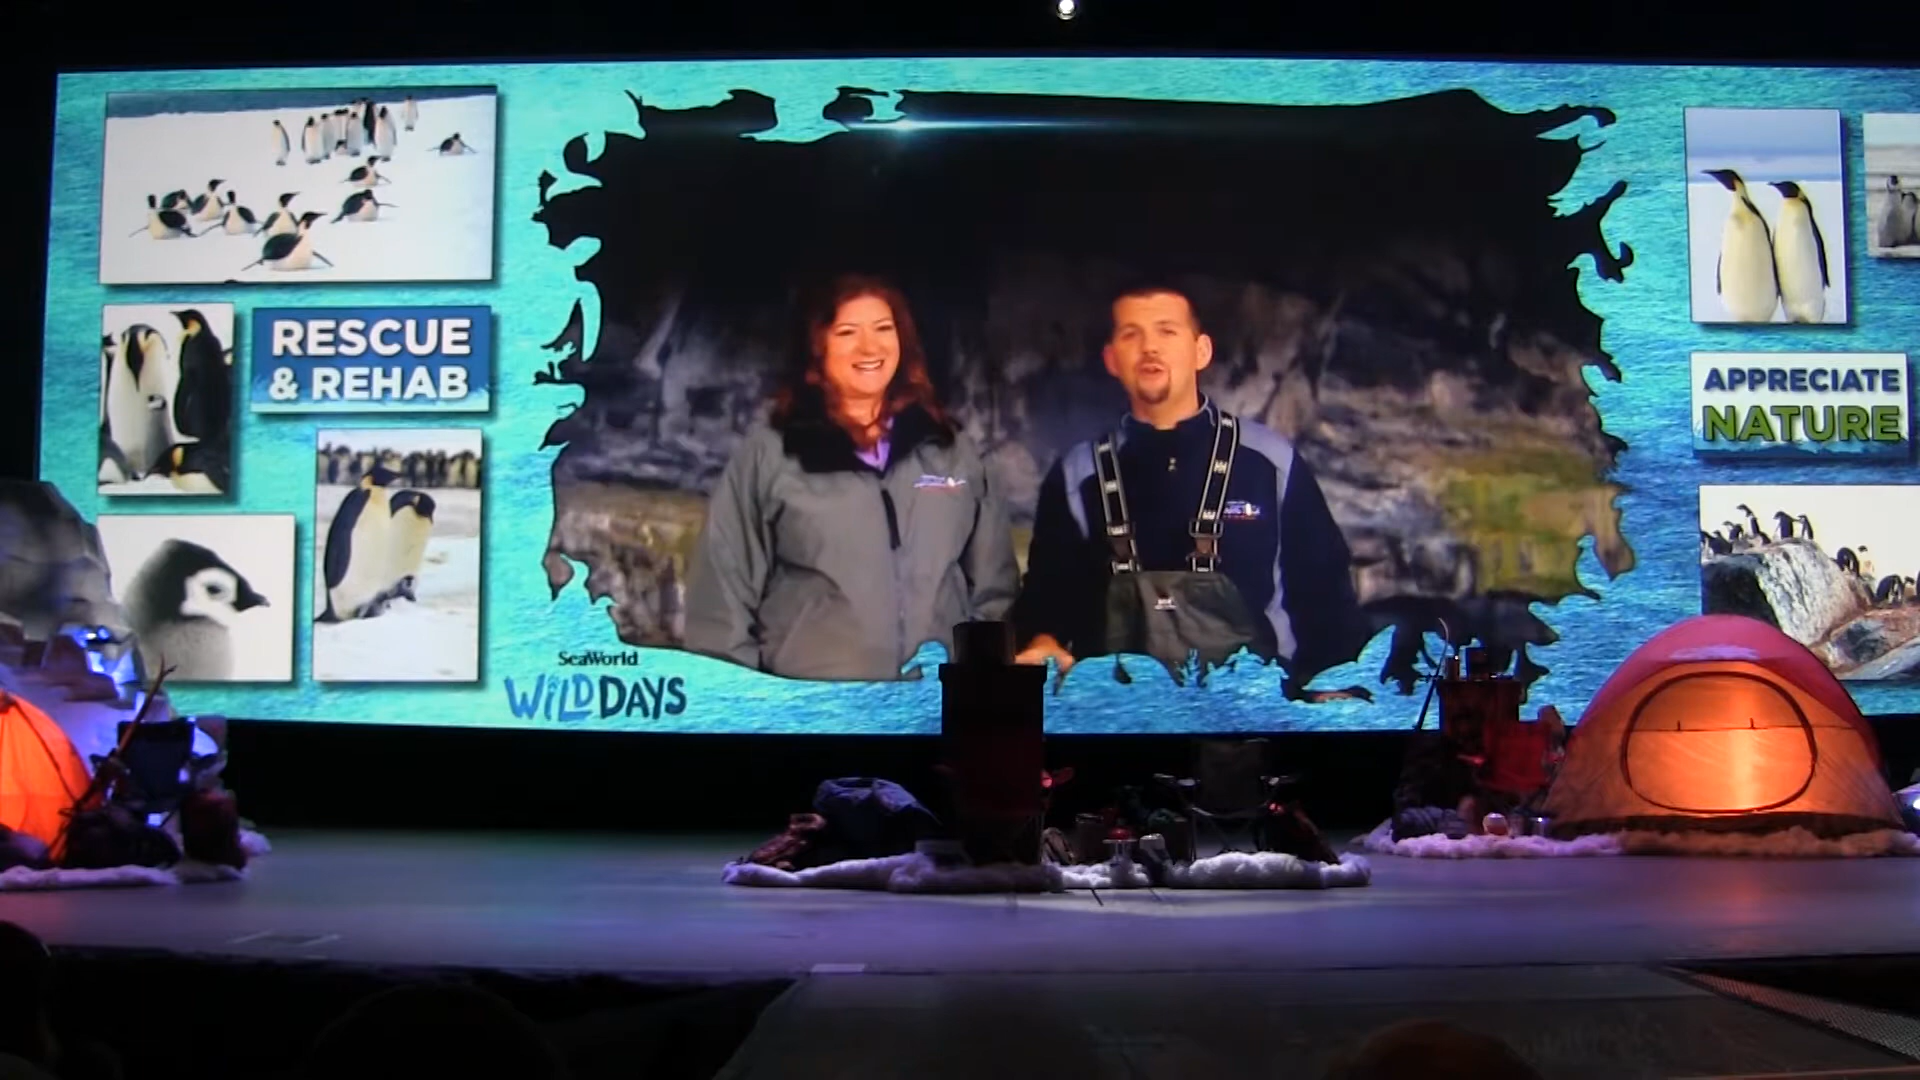 RESCUE
& REHAB
SeaWorld
WILD DAYS
APPRECIATE
NATURE